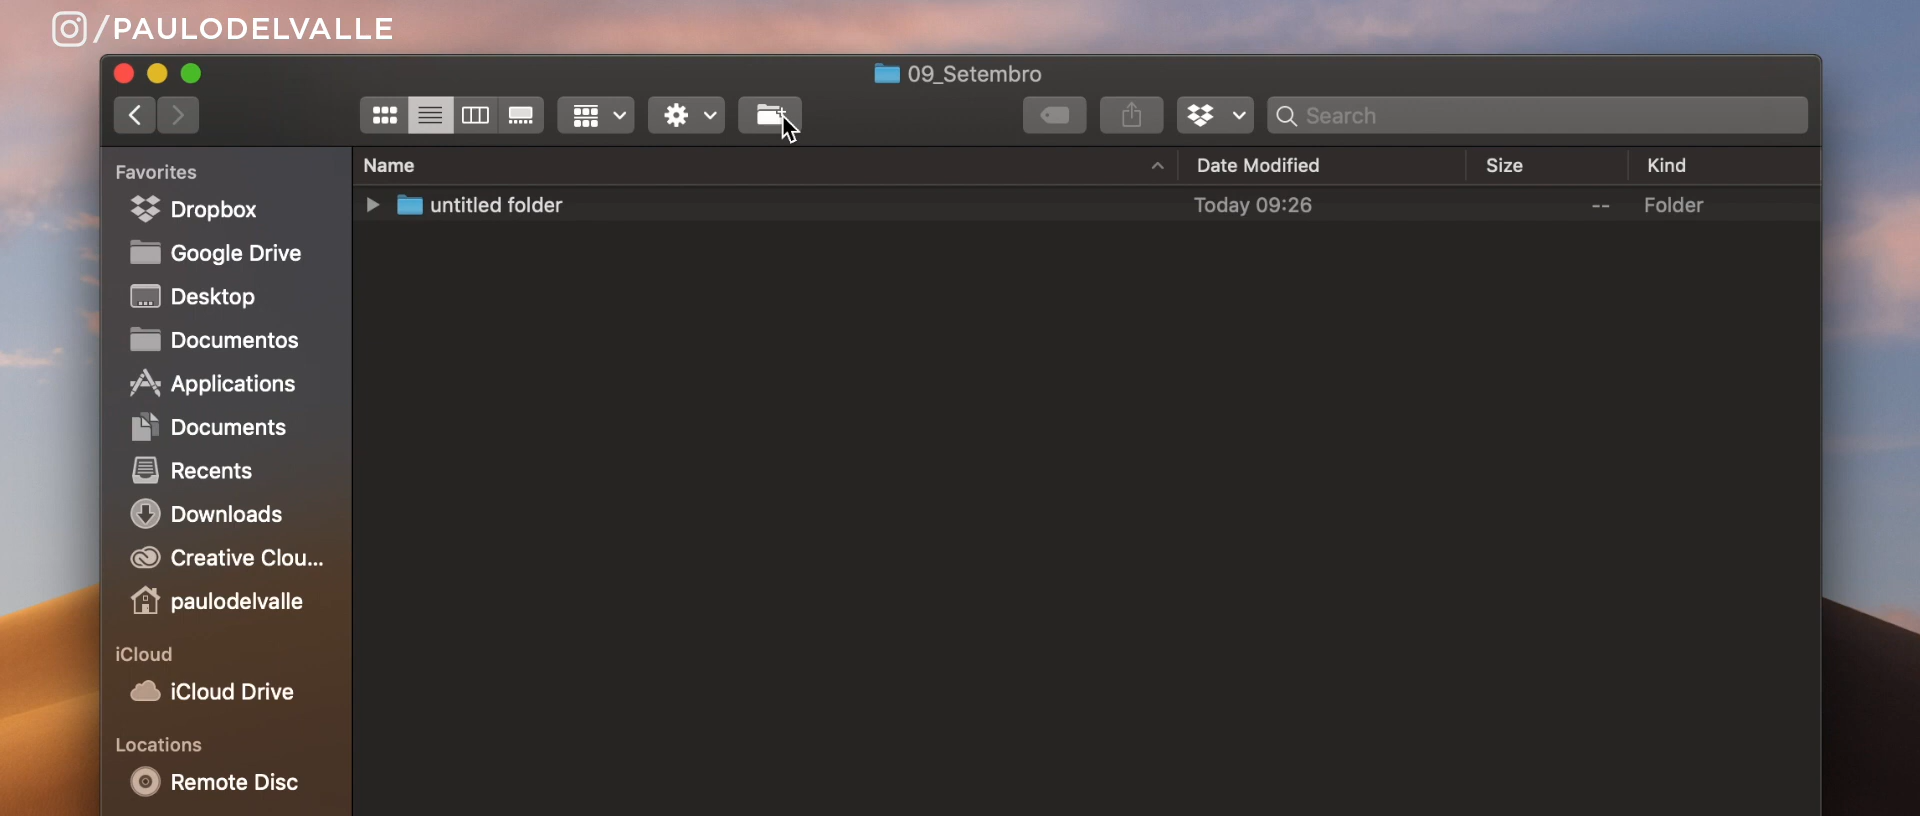 /PAULODELVALLE
09_Setembro
Search
Name
Date Modified
Size
Kind
untitled folder
Today 09:26
--
Folder
Favorites
Dropbox
Google Drive
Desktop
Documentos
Applications
Documents
Recents
Downloads
Creative Clou...
paulodelvalle
iCloud
iCloud Drive
Locations
Remote Disc